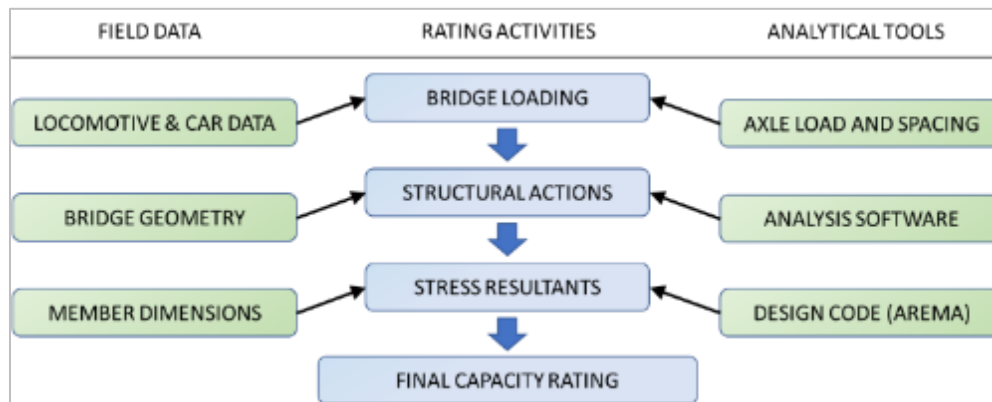 FIELD DATA
RATING ACTIVITIES
ANALYTICAL TOOLS
BRIDGE LOADING
LOCOMOTIVE & CAR DATA
AXLE LOAD AND SPACING
STRUCTURAL ACTIONS
BRIDGE GEOMETRY
ANALYSIS SOFTWARE
STRESS RESULTANTS
MEMBER DIMENSIONS
DESIGN CODE (AREMA)
FINAL CAPACITY RATING